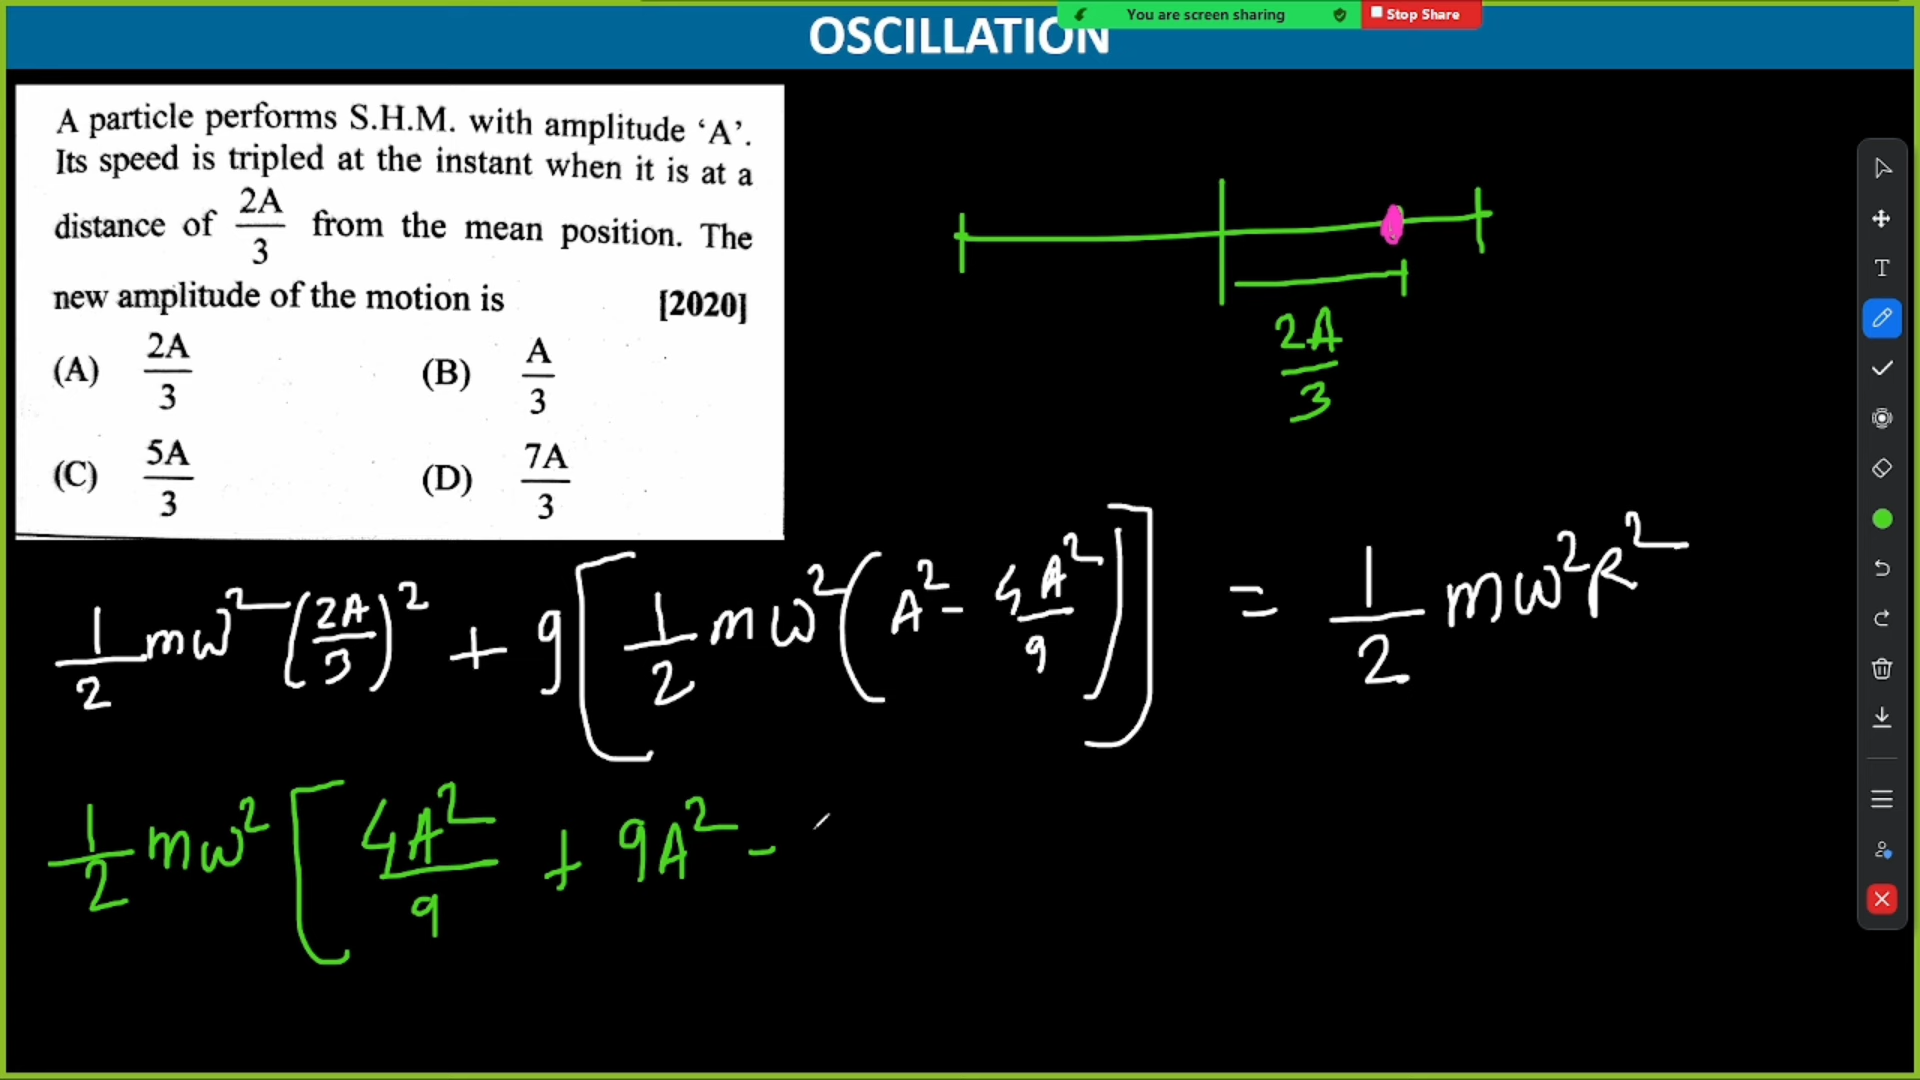 OSCILLATION
You are screen sharing
Stop Share
A particle performs S.H.M. with amplitude ‘A’.
Its speed is tripled at the instant when it is at a
distance of 2A/3 from the mean position. The
new amplitude of the motion is [2020]
(A) 2A/3 (B) A/3
(C) 5A/3 (D) 7A/3
2A/3
1/2 mω² (2A/3)² + 9[1/2 mω² (A² - 4A²/9)] = 1/2 mω²R²
1/2 mω² [4A²/9 + 9A² -
T